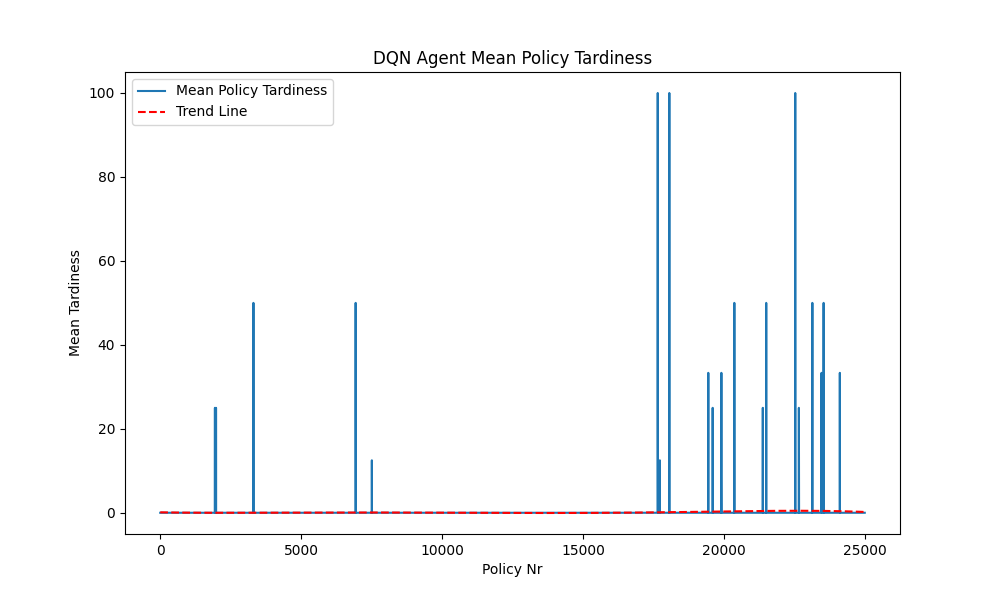 DQN Agent Mean Policy Tardiness
Mean Policy Tardiness
Trend Line
100
80
60
40
20
0
Mean Tardiness
0
5000
10000
15000
20000
25000
Policy Nr